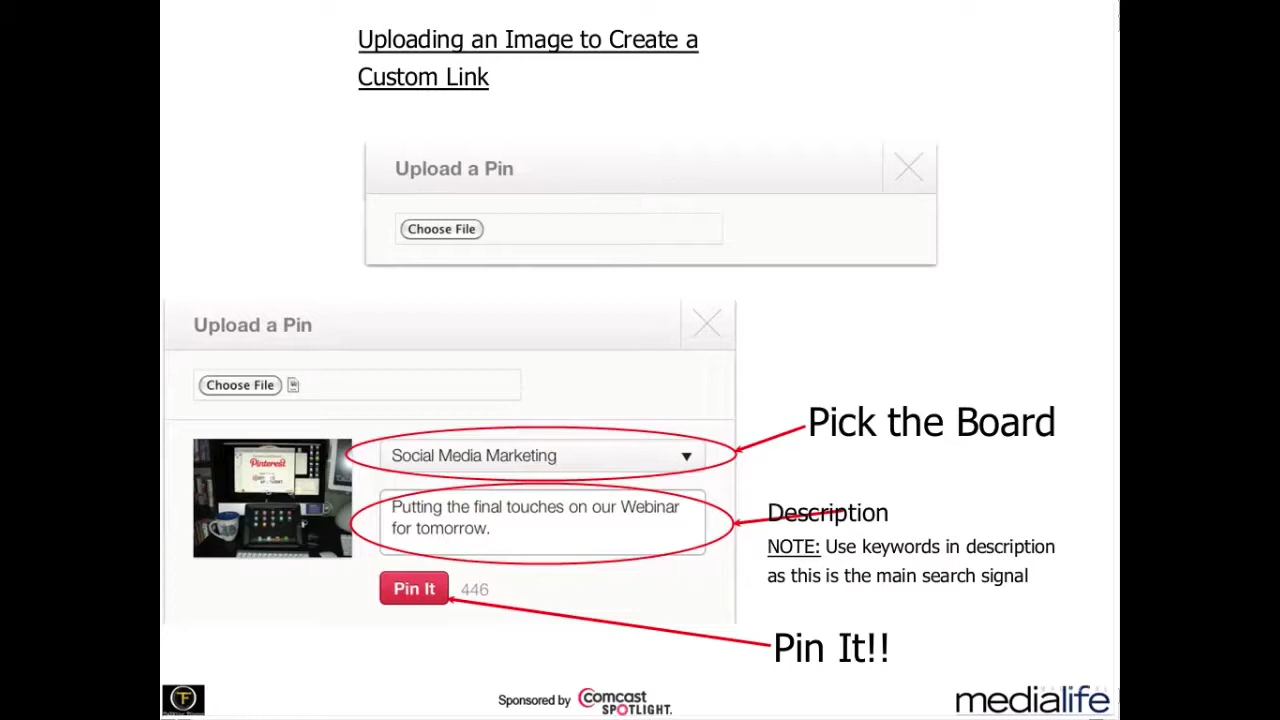 Uploading an Image to Create a
Custom Link
Upload a Pin
Choose File
Upload a Pin
Choose File
Pinterest
Social Media Marketing
Pick the Board
Putting the final touches on our Webinar
for tomorrow.
Description
NOTE: Use keywords in description
as this is the main search signal
Pin It 446
Pin It!!
TF
Sponsored by Comcast
SPOTLIGHT.
medialife